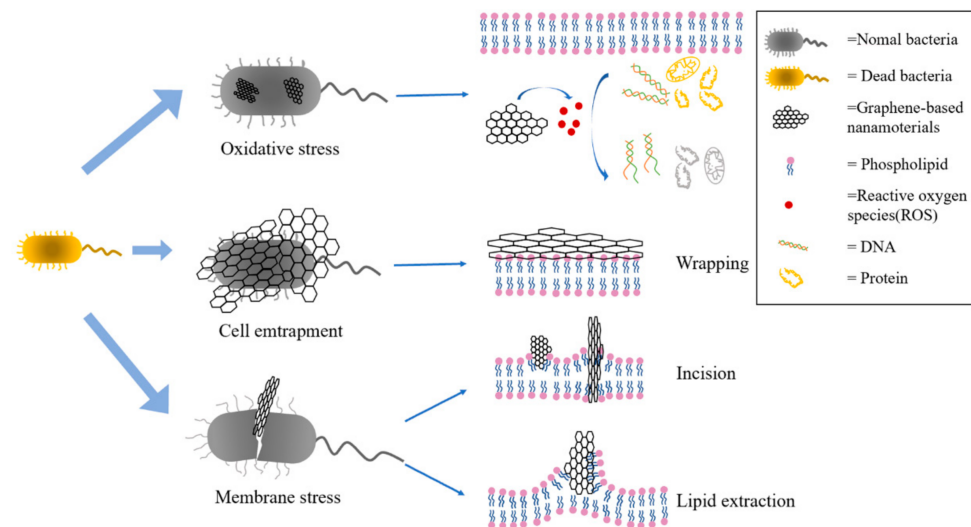 Oxidative stress
Cell emtrapment
Membrane stress
Wrapping
Incision
Lipid extraction
=Nomal bacteria
= Dead bacteria
=Graphene-based
nanamoterials
= Phospholipid
=Reactive oxygen
species(ROS)
= DNA
= Protein